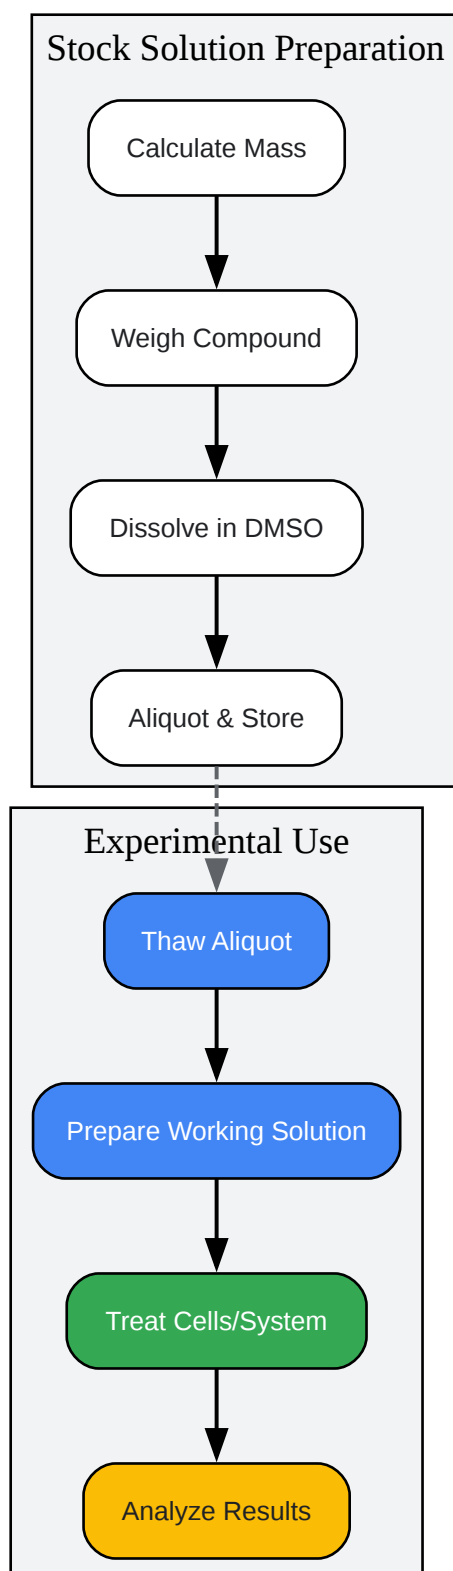 Stock Solution Preparation
Calculate Mass
Weigh Compound
Dissolve in DMSO
Aliquot & Store
Experimental Use
Thaw Aliquot
Prepare Working Solution
Treat Cells/System
Analyze Results